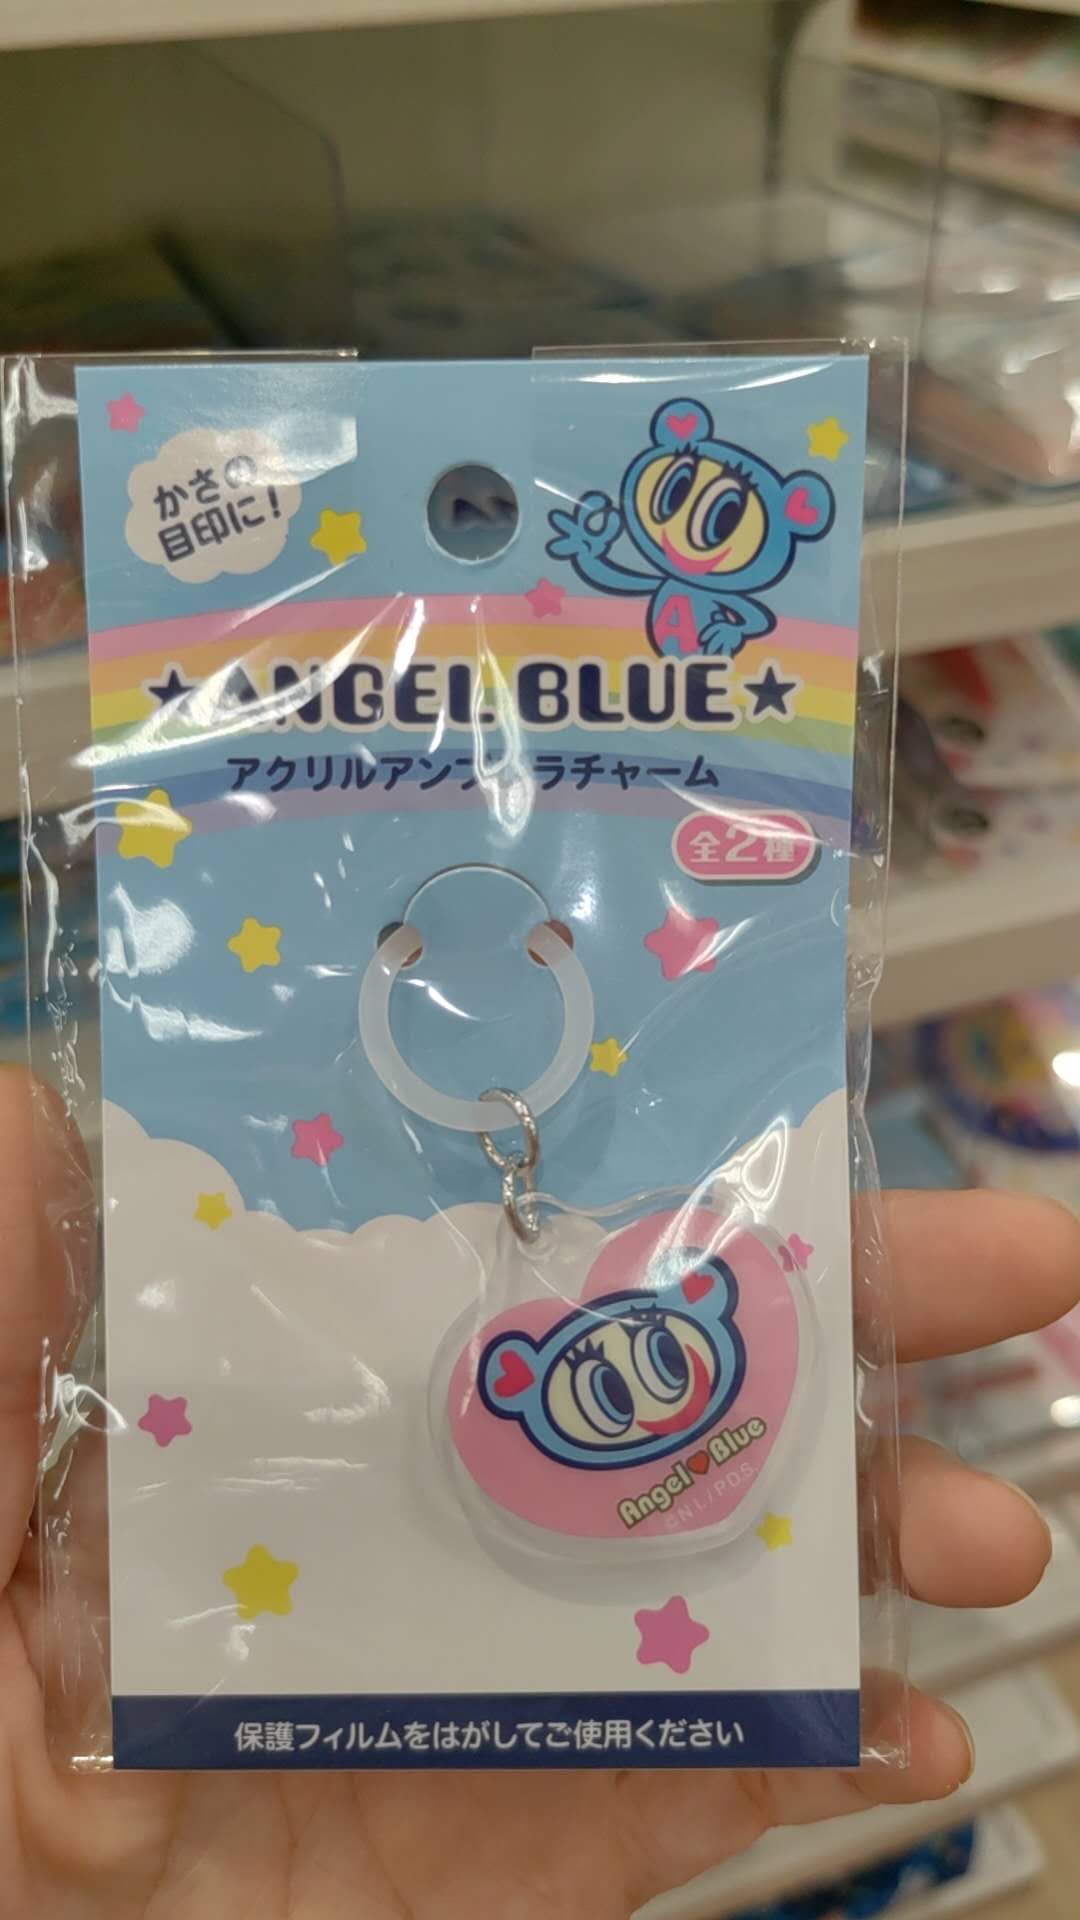 かさの
目印に!
A
★ANGEL BLUE★
アクリルアンブレラチャーム
全2種
Angel♥Blue
©N.I./P.D.S.
保護フィルムをはがしてご使用ください